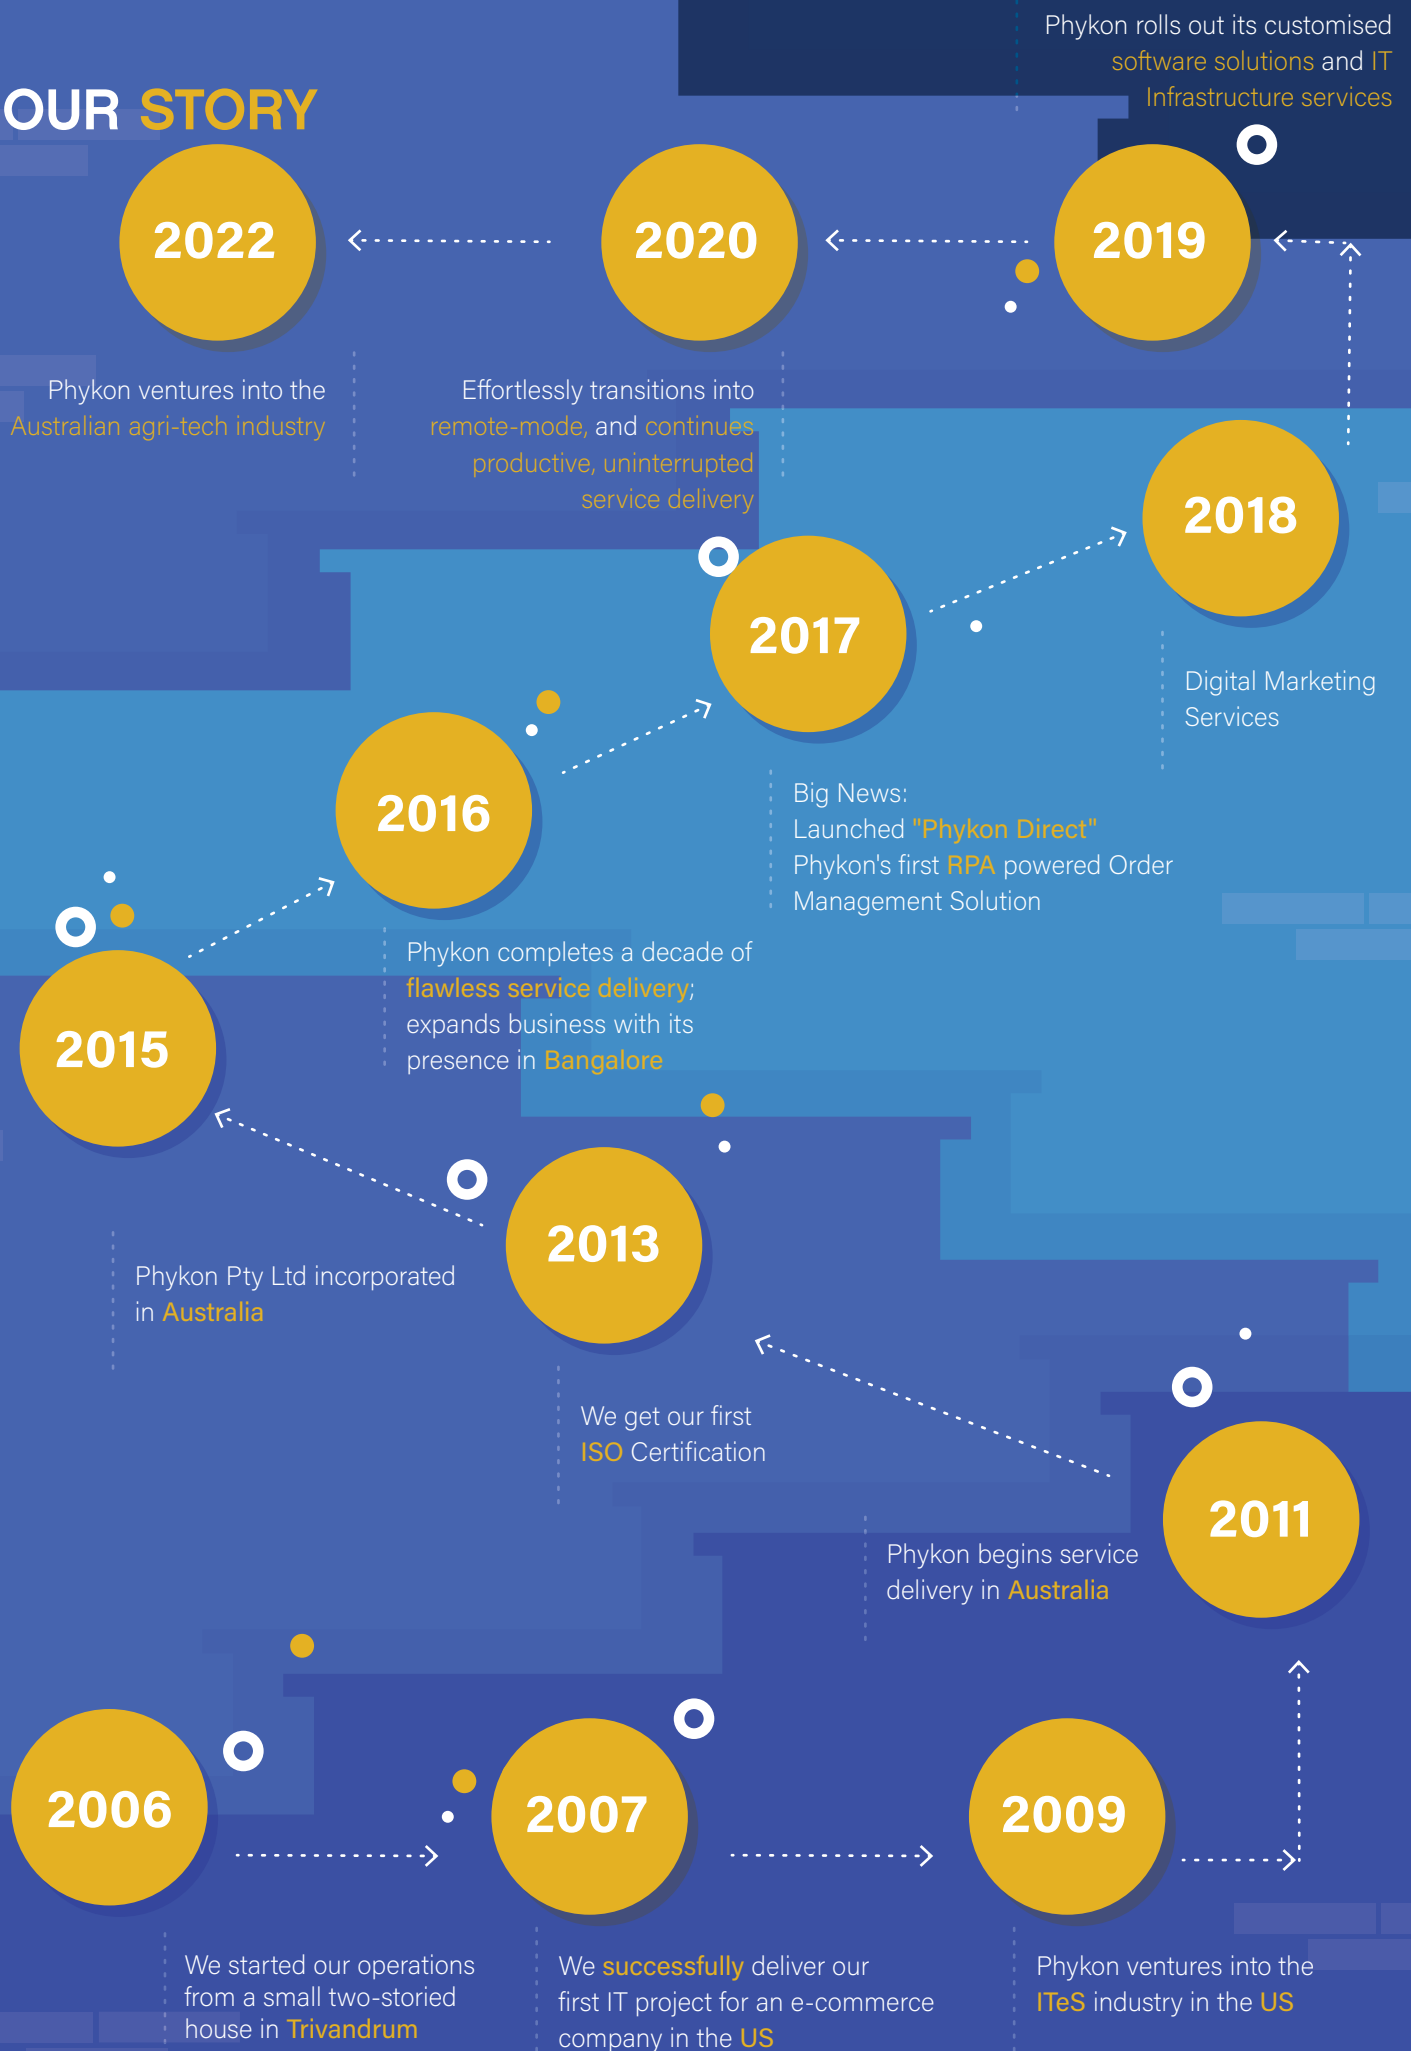 Phykon rolls out its customised
software solutions and IT
Infrastructure services
OUR STORY
2022
2020
2019
Phykon ventures into the
Australian agri-tech industry
Effortlessly transitions into
remote-mode, and continues
productive, uninterrupted
service delivery
2018
Digital Marketing
Services
2017
Big News:
Launched "Phykon Direct"
Phykon's first RPA powered Order
Management Solution
2016
Phykon completes a decade of
flawless service delivery;
expands business with its
presence in Bangalore
2015
Phykon Pty Ltd incorporated
in Australia
2013
We get our first
ISO Certification
2011
Phykon begins service
delivery in Australia
2006
We started our operations
from a small two-storied
house in Trivandrum
2007
We successfully deliver our
first IT project for an e-commerce
company in the US
2009
Phykon ventures into the
ITeS industry in the US